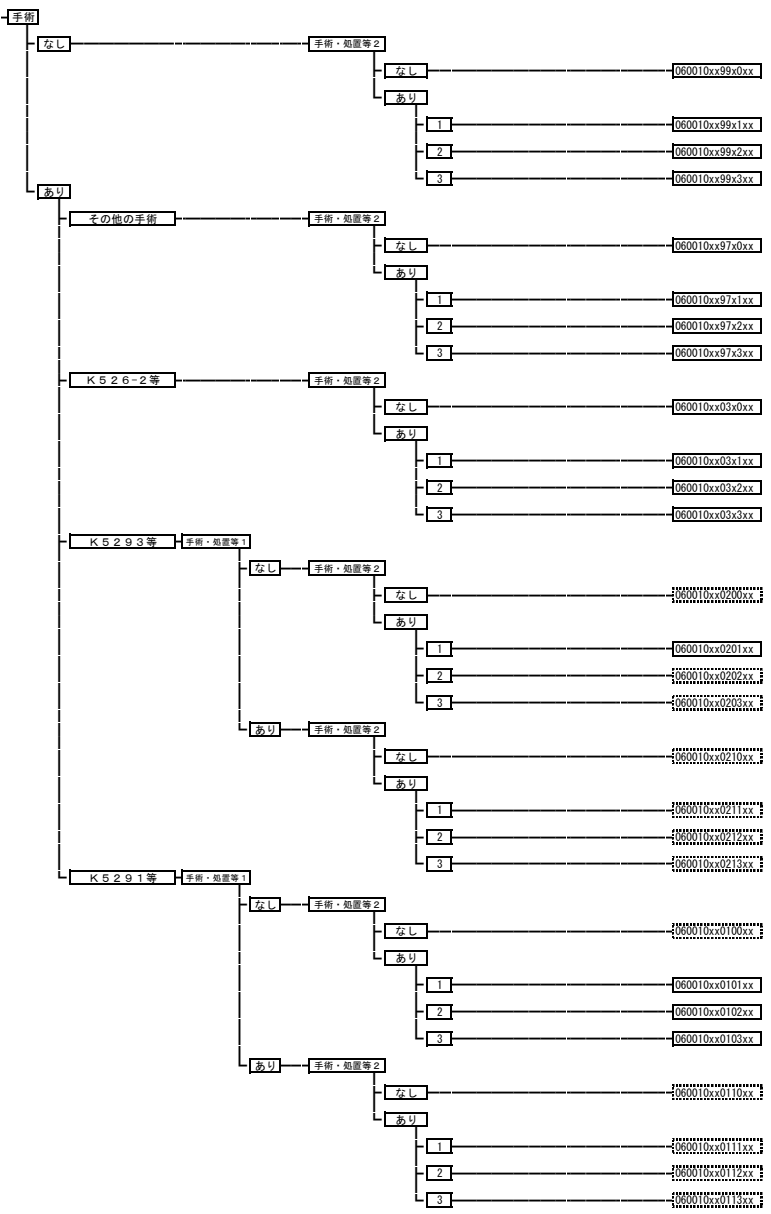 手術
なし 手術・処置等2
なし 060010xx99x0xx
あり
1 060010xx99x1xx
2 060010xx99x2xx
3 060010xx99x3xx
あり
その他の手術 手術・処置等2
なし 060010xx97x0xx
あり
1 060010xx97x1xx
2 060010xx97x2xx
3 060010xx97x3xx
K526-2等 手術・処置等2
なし 060010xx03x0xx
あり
1 060010xx03x1xx
2 060010xx03x2xx
3 060010xx03x3xx
K5293等 手術・処置等1
なし 手術・処置等2
なし 060010xx0200xx
あり
1 060010xx0201xx
2 060010xx0202xx
3 060010xx0203xx
あり 手術・処置等2
なし 060010xx0210xx
あり
1 060010xx0211xx
2 060010xx0212xx
3 060010xx0213xx
K5291等 手術・処置等1
なし 手術・処置等2
なし 060010xx0100xx
あり
1 060010xx0101xx
2 060010xx0102xx
3 060010xx0103xx
あり 手術・処置等2
なし 060010xx0110xx
あり
1 060010xx0111xx
2 060010xx0112xx
3 060010xx0113xx